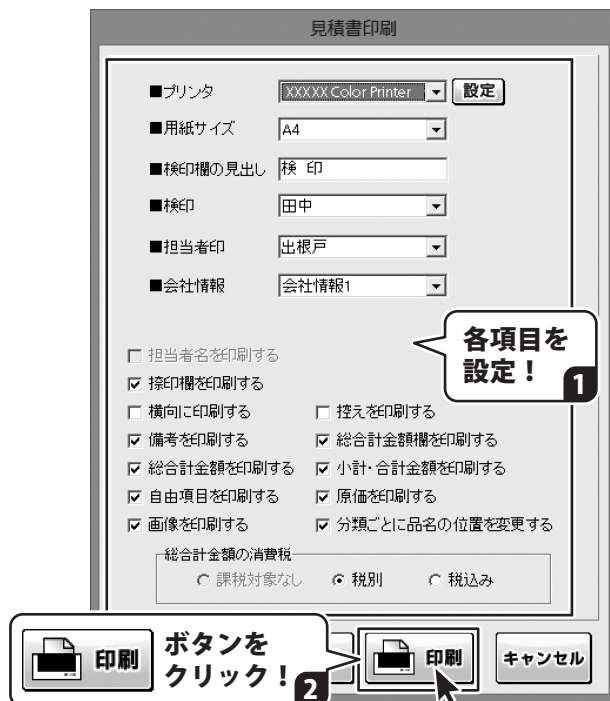 見積書印刷
■プリンタ XXXXX Color Printer 設定
■用紙サイズ A4
■検印欄の見出し 検 印
■検印 田中
■担当者印 出根戸
■会社情報 会社情報1
各項目を
設定！
1
担当者名を印刷する
捺印欄を印刷する
横向に印刷する 控えを印刷する
備考を印刷する 総合計金額欄を印刷する
総合計金額を印刷する 小計・合計金額を印刷する
自由項目を印刷する 原価を印刷する
画像を印刷する 分類ごとに品名の位置を変更する
総合計金額の消費税
課税対象なし 税別 税込み
印刷 ボタンを
クリック！
2
印刷 キャンセル